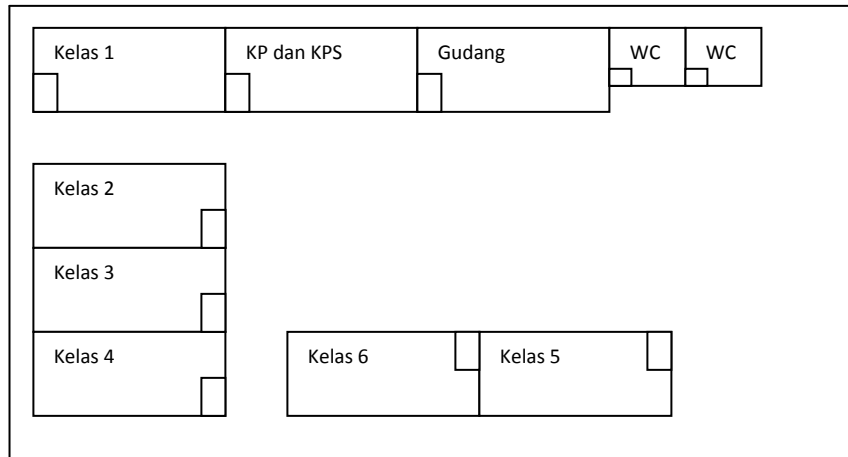 Kelas 1
KP dan KPS
Gudang
WC
WC
Kelas 2
Kelas 3
Kelas 4
Kelas 6
Kelas 5